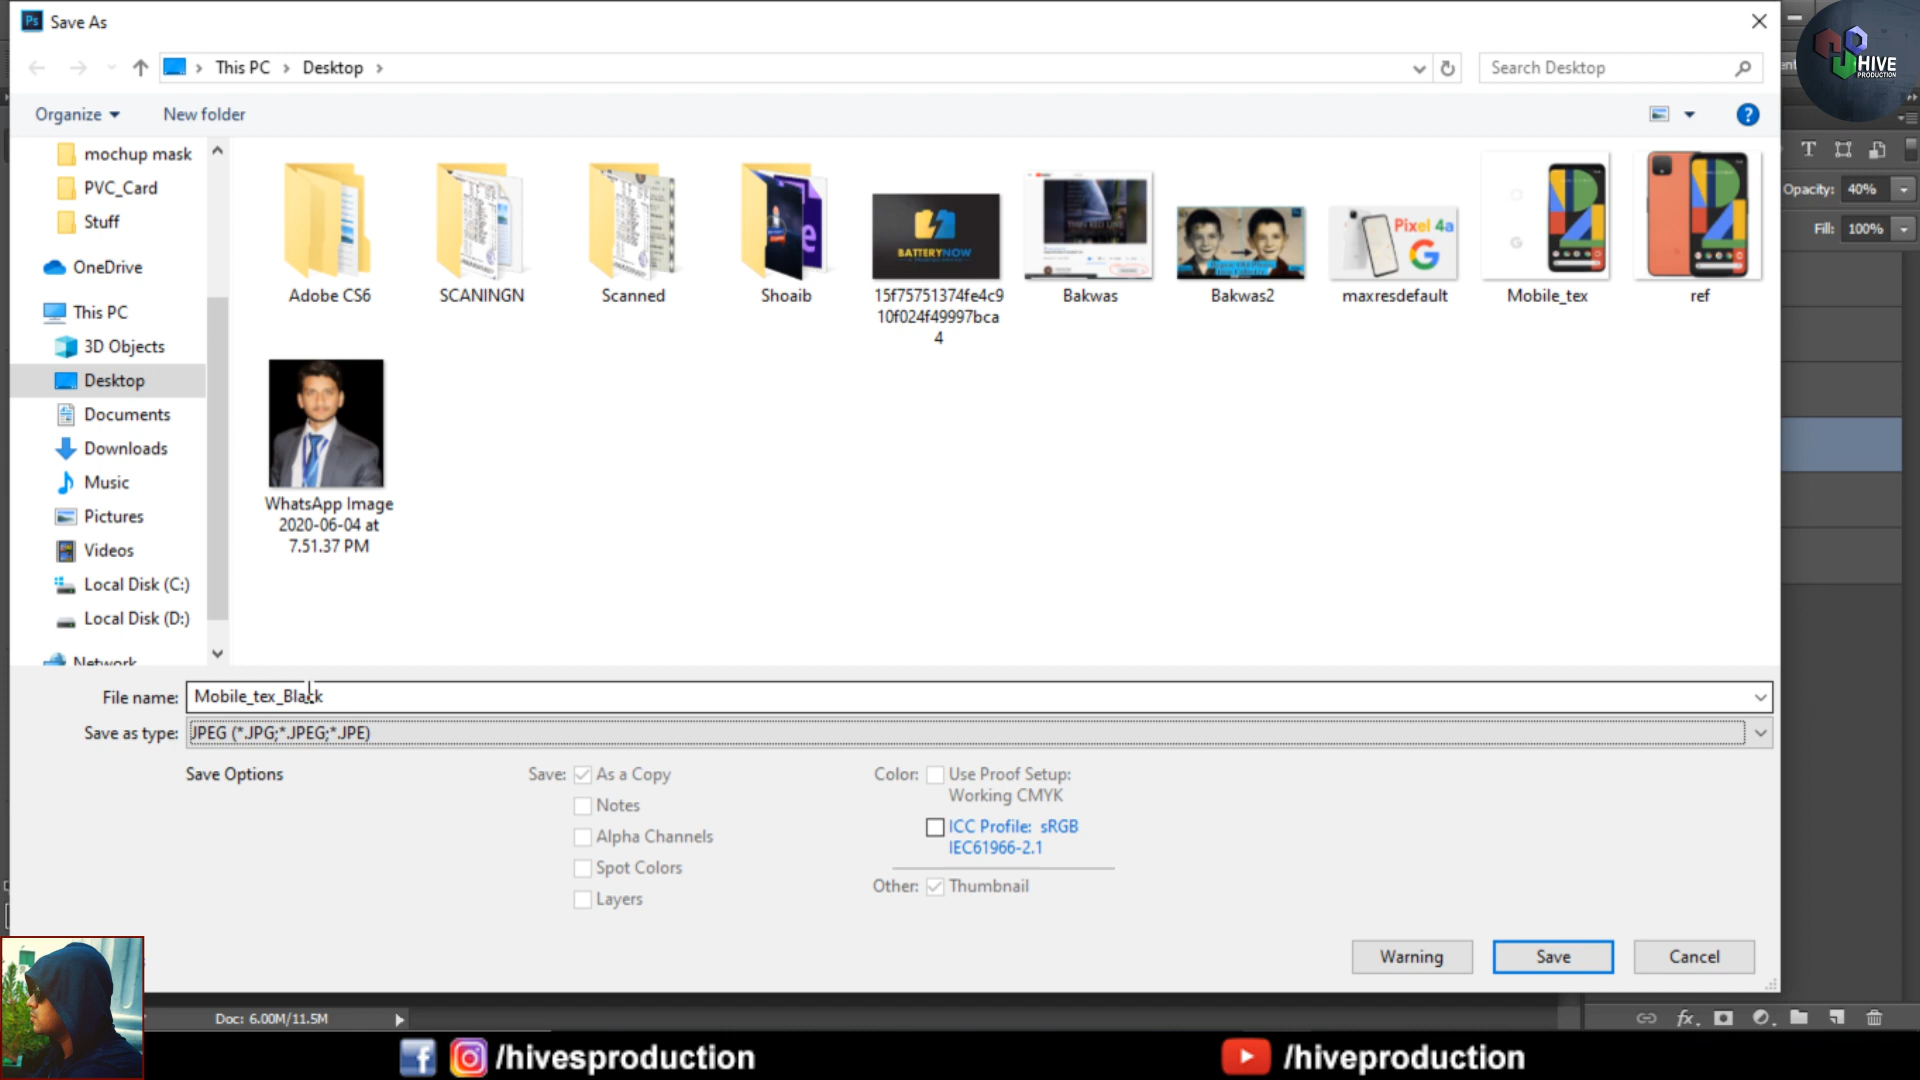 Ps Save As
HIVE
PRODUCTION
This PC > Desktop >
Search Desktop
Organize
New folder
?
mochup mask
PVC_Card
Stuff
OneDrive
This PC
3D Objects
Desktop
Documents
Downloads
Music
Pictures
Videos
Local Disk (C:)
Local Disk (D:)
Network
Adobe CS6
SCANINGN
Scanned
Shoaib
BATTERYNOW
15f75751374fe4c9
10f024f49997bca
4
Bakwas
Bakwas2
Pixel 4a
G
maxresdefault
Mobile_tex
ref
WhatsApp Image
2020-06-04 at
7.51.37 PM
T
Opacity: 40%
Fill: 100%
File name: Mobile_tex_Black
Save as type: JPEG (*.JPG;*.JPEG;*.JPE)
Save Options
Save: As a Copy
Notes
Alpha Channels
Spot Colors
Layers
Color: Use Proof Setup:
Working CMYK
ICC Profile: sRGB
IEC61966-2.1
Other: Thumbnail
Warning
Save
Cancel
Doc: 6.00M/11.5M
fx
/hivesproduction
/hiveproduction